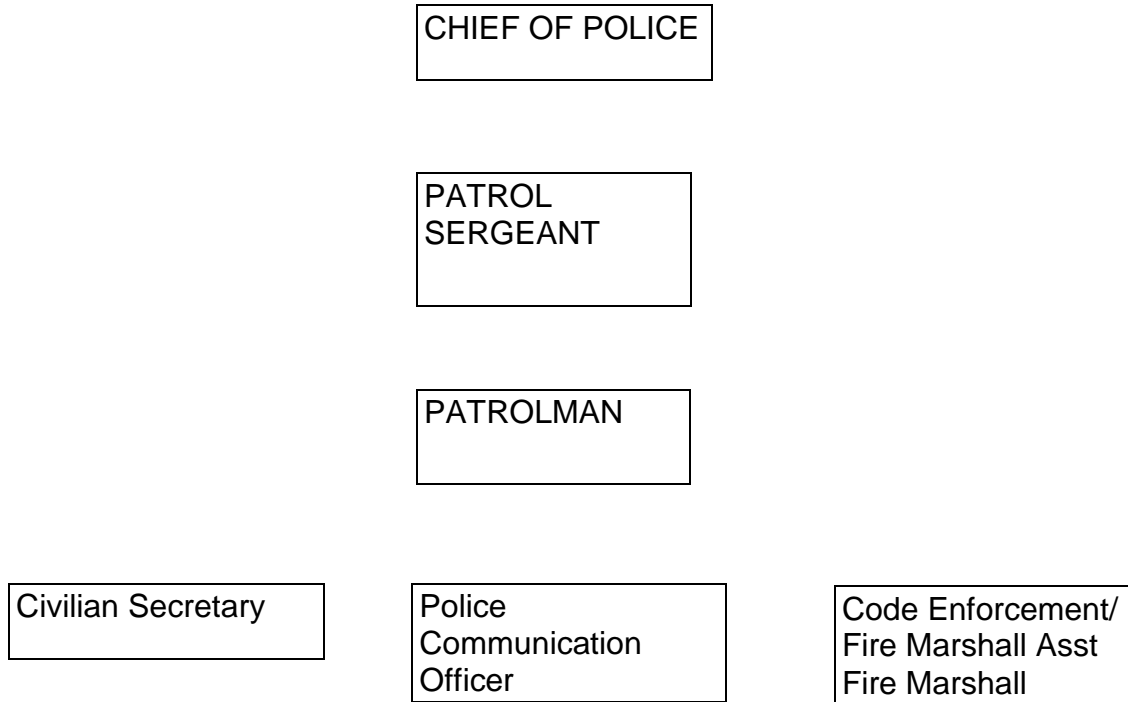 CHIEF OF POLICE
PATROL
SERGEANT
PATROLMAN
Civilian Secretary
Police
Communication
Officer
Code Enforcement/
Fire Marshall Asst
Fire Marshall